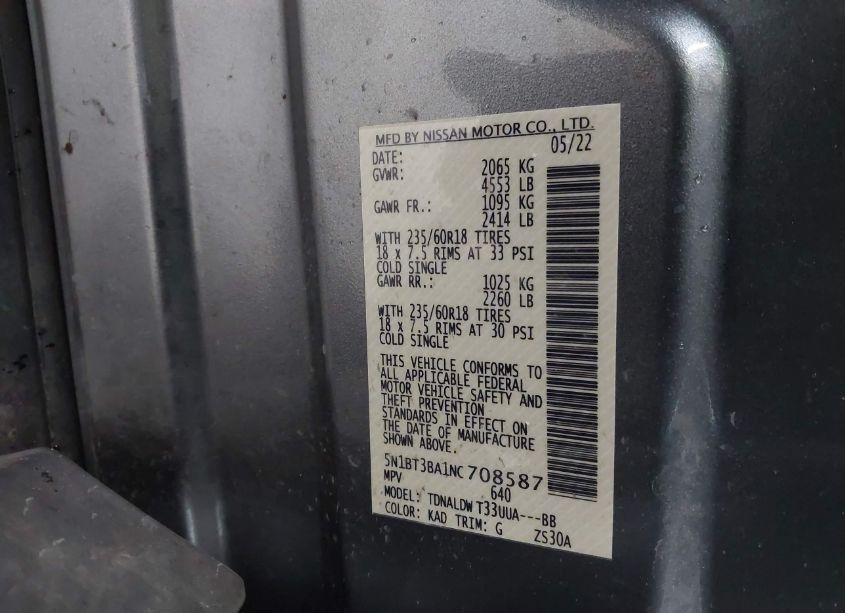 MFD BY NISSAN MOTOR CO., LTD.
DATE: 05/22
GVWR: 2065 KG
4553 LB
GAWR FR.: 1095 KG
2414 LB
WITH 235/60R18 TIRES
18 x 7.5 RIMS AT 33 PSI
COLD SINGLE
GAWR RR.: 1025 KG
2260 LB
WITH 235/60R18 TIRES
18 x 7.5 RIMS AT 30 PSI
COLD SINGLE
THIS VEHICLE CONFORMS TO
ALL APPLICABLE FEDERAL
MOTOR VEHICLE SAFETY AND
THEFT PREVENTION
STANDARDS IN EFFECT ON
THE DATE OF MANUFACTURE
SHOWN ABOVE.
5N1BT3BA1NC708587
MPV 640
MODEL: TDNALDW T33UUA---BB
COLOR: KAD TRIM: G ZS30A